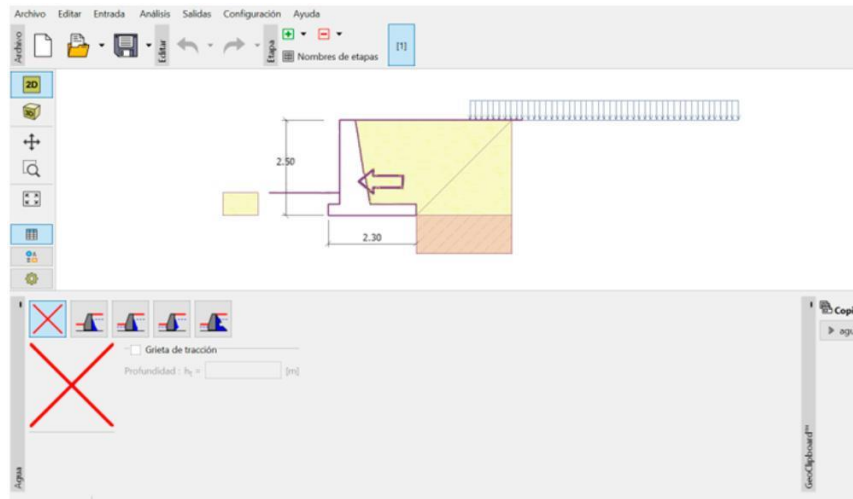 Archivo Editar Entrada Análisis Salidas Configuración Ayuda
Archivo
Editar
Etapa
Nombres de etapas
[1]
2D
3D
2.50
2.30
Grieta de tracción
Profundidad : ht = [m]
Agua
GeoClipboard™
Copi
agu